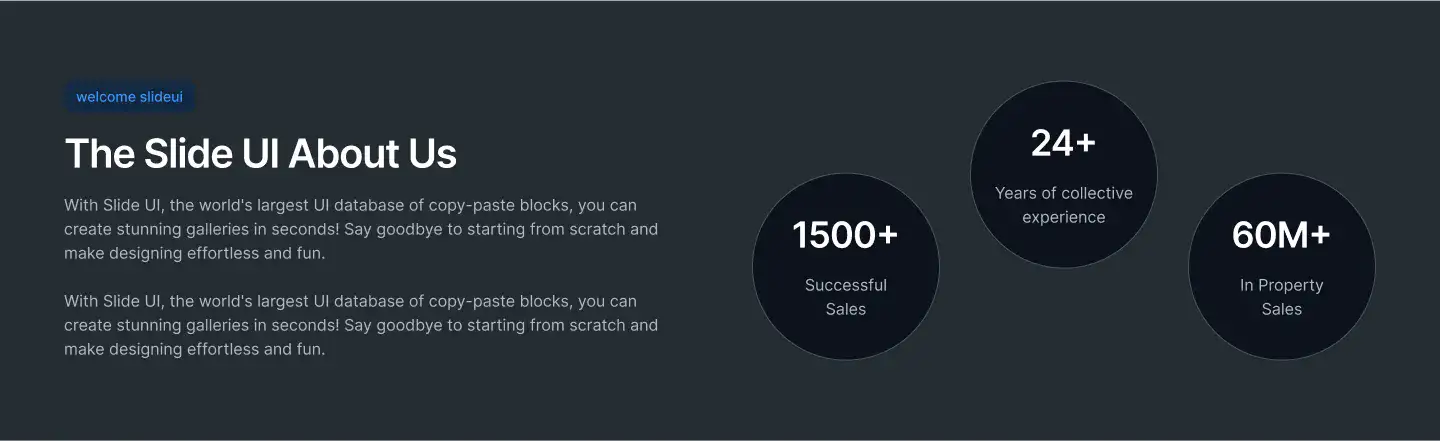 welcome slideui
The Slide UI About Us
With Slide UI, the world's largest UI database of copy-paste blocks, you can
create stunning galleries in seconds! Say goodbye to starting from scratch and
make designing effortless and fun.
With Slide UI, the world's largest UI database of copy-paste blocks, you can
create stunning galleries in seconds! Say goodbye to starting from scratch and
make designing effortless and fun.
1500+
Successful
Sales
24+
Years of collective
experience
60M+
In Property
Sales